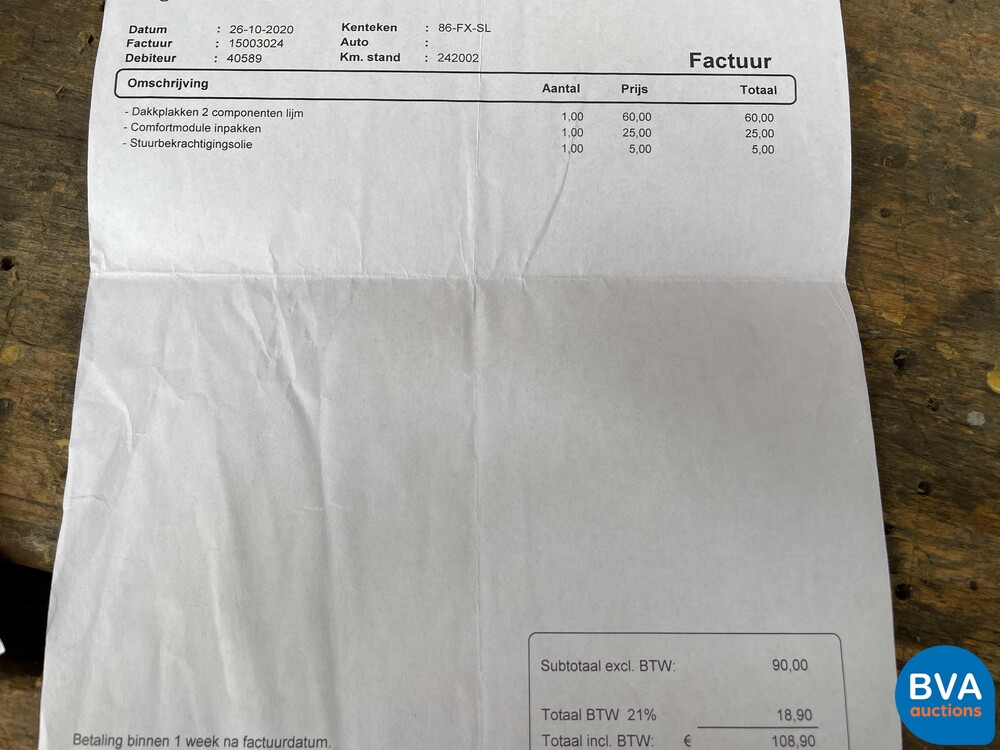 Datum : 26-10-2020 Kenteken : 86-FX-SL
Factuur : 15003024 Auto :
Debiteur : 40589 Km. stand : 242002
Factuur
Omschrijving Aantal Prijs Totaal
- Dakkplakken 2 componenten lijm 1,00 60,00 60,00
- Comfortmodule inpakken 1,00 25,00 25,00
- Stuurbekrachtigingsolie 1,00 5,00 5,00
Subtotaal excl. BTW: 90,00
Totaal BTW 21% 18,90
Betaling binnen 1 week na factuurdatum. Totaal incl. BTW: € 108,90
BVA
auctions